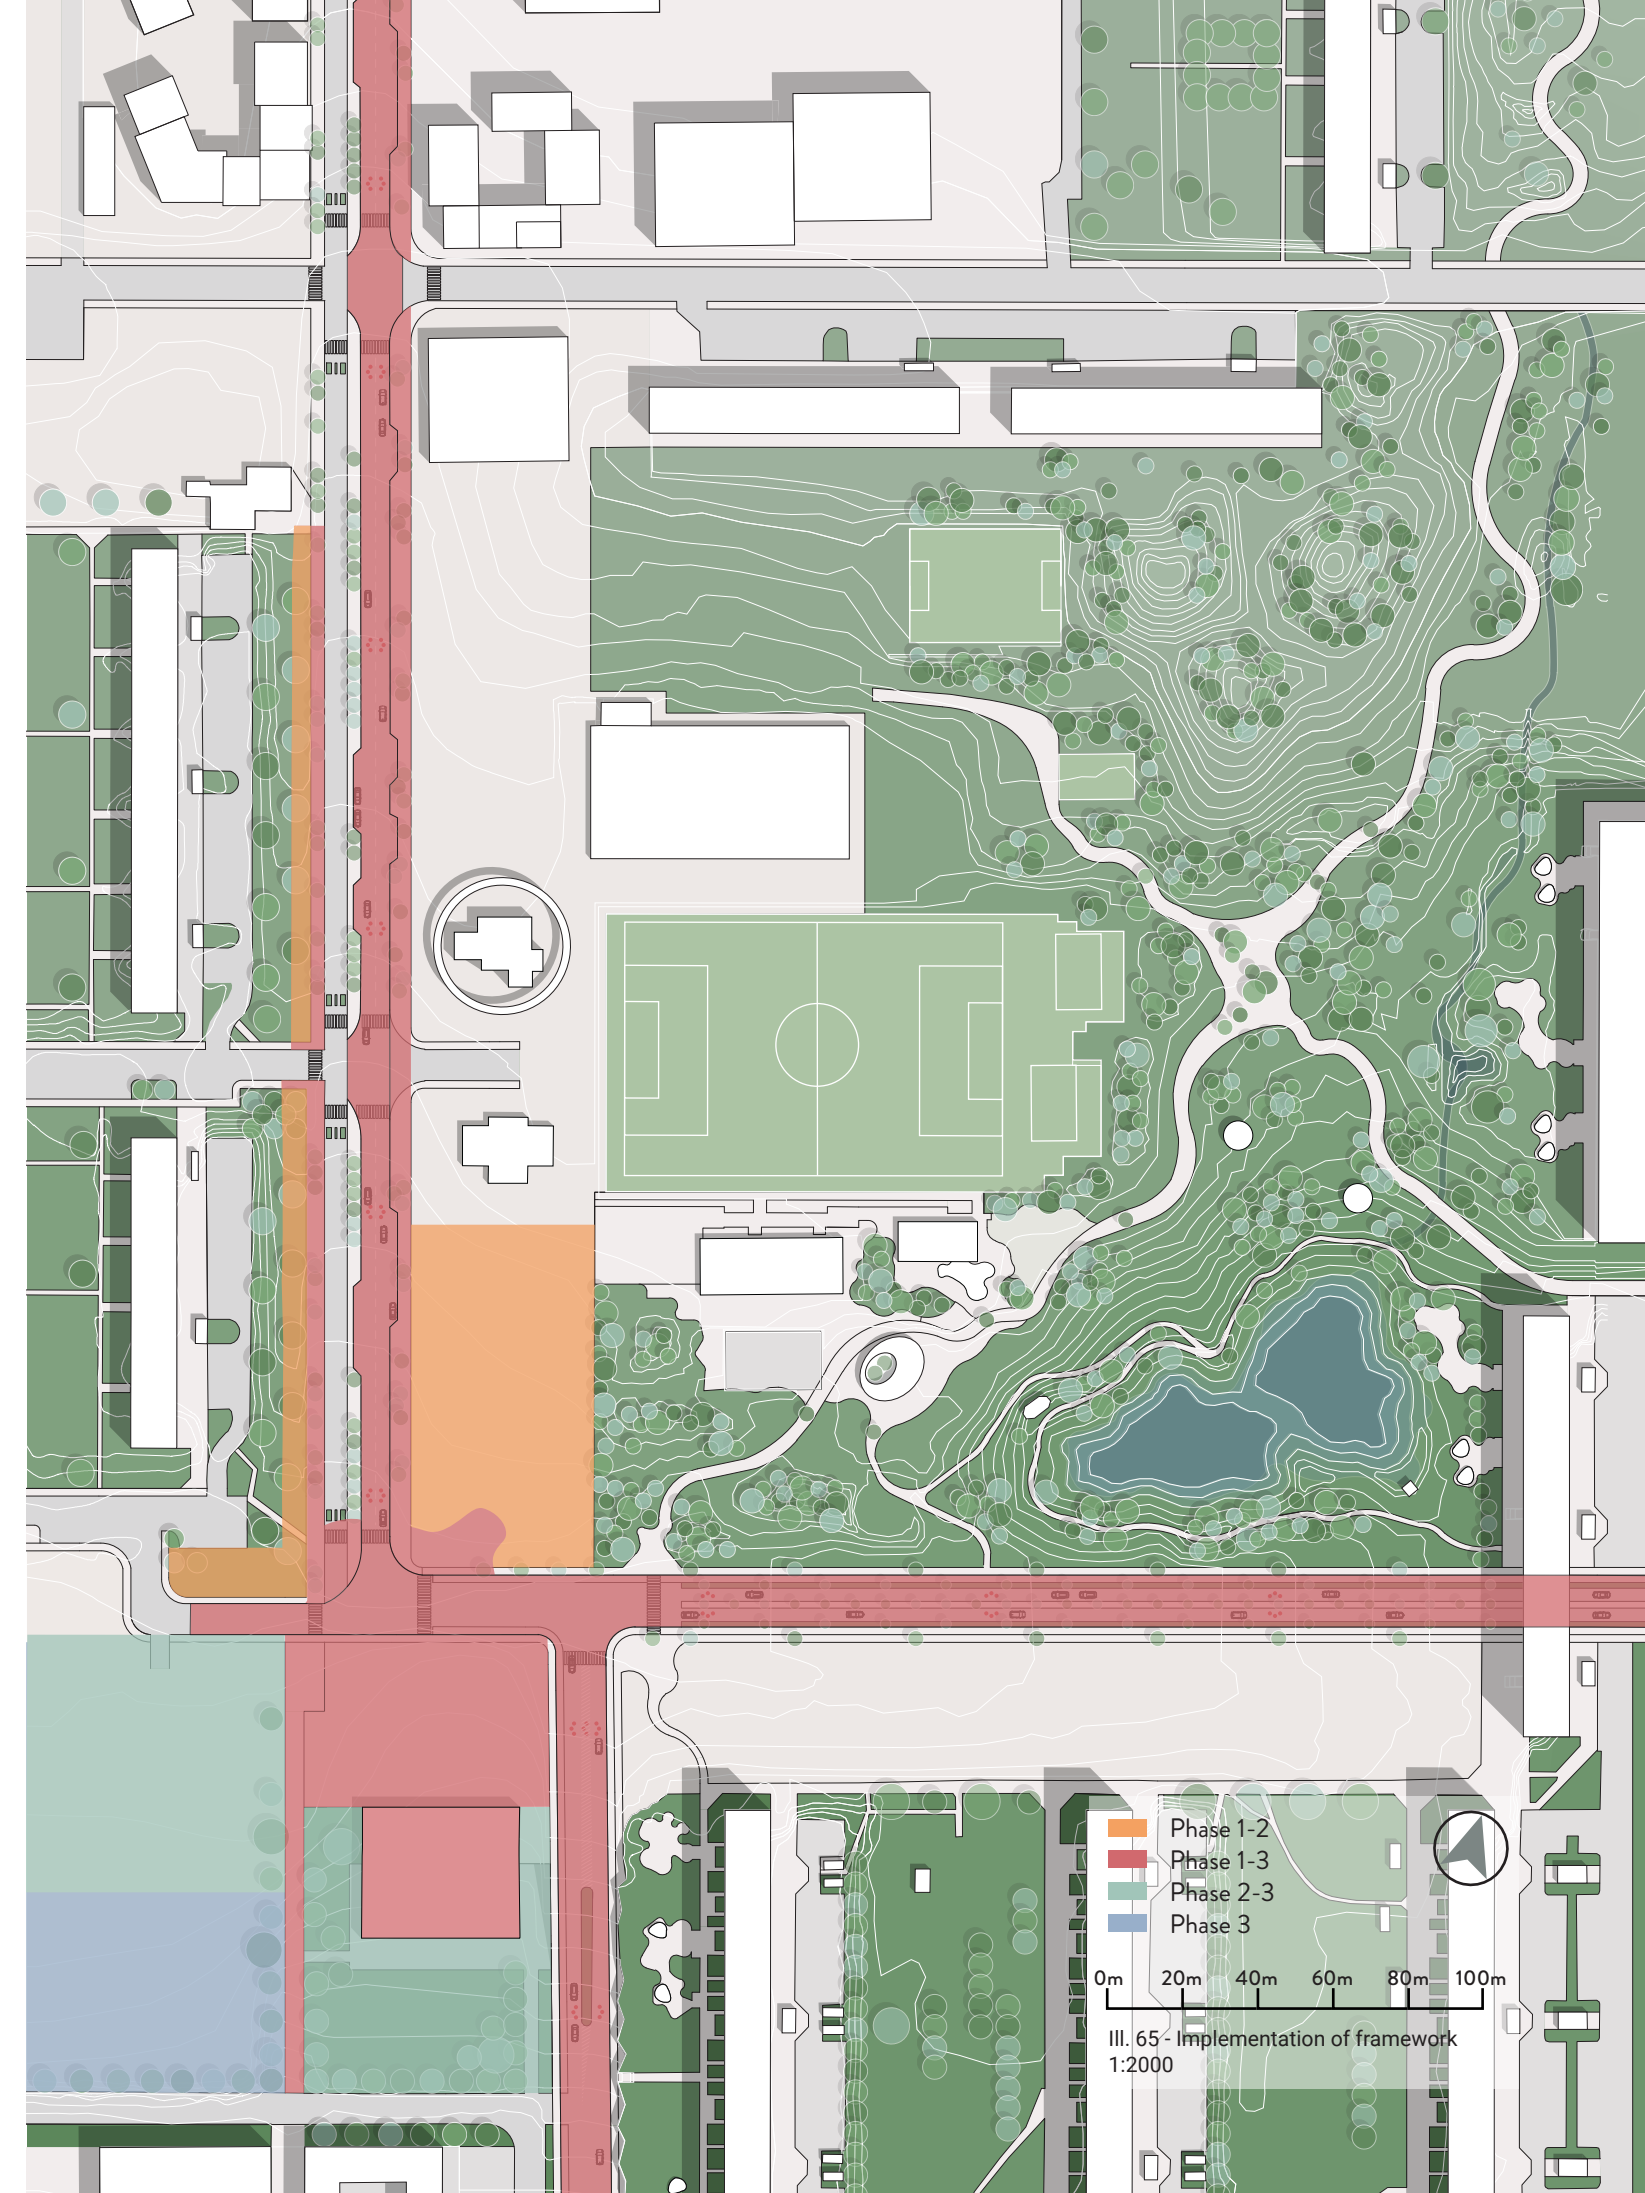 Phase 1-2
Phase 1-3
Phase 2-3
Phase 3
0m 20m 40m 60m 80m 100m
Ill. 65 - Implementation of framework
1:2000